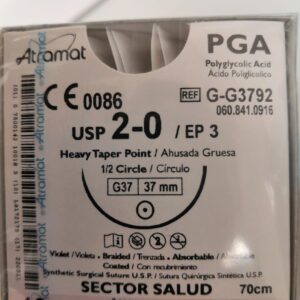 Atramat
PGA
Polyglycolic Acid
Ácido Poliglicólico
CE 0086
REF G-G3792
060.841.0916
USP 2-0 / EP 3
Heavy Taper Point / Ahusada Gruesa
1/2 Circle / Círculo
G37 37 mm
Violet / Violeta • Braided / Trenzada • Absorbable /
Coated / Con recubrimiento
Synthetic Surgical Suture U.S.P. / Sutura Quirúrgica Sintética U.S.P.
SECTOR SALUD 70cm
Atramat
Atramat